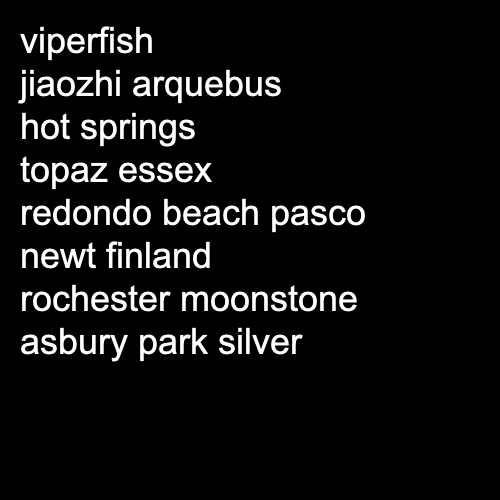 viperfish
jiaozhi arquebus
hot springs
topaz essex
redondo beach pasco
newt finland
rochester moonstone
asbury park silver